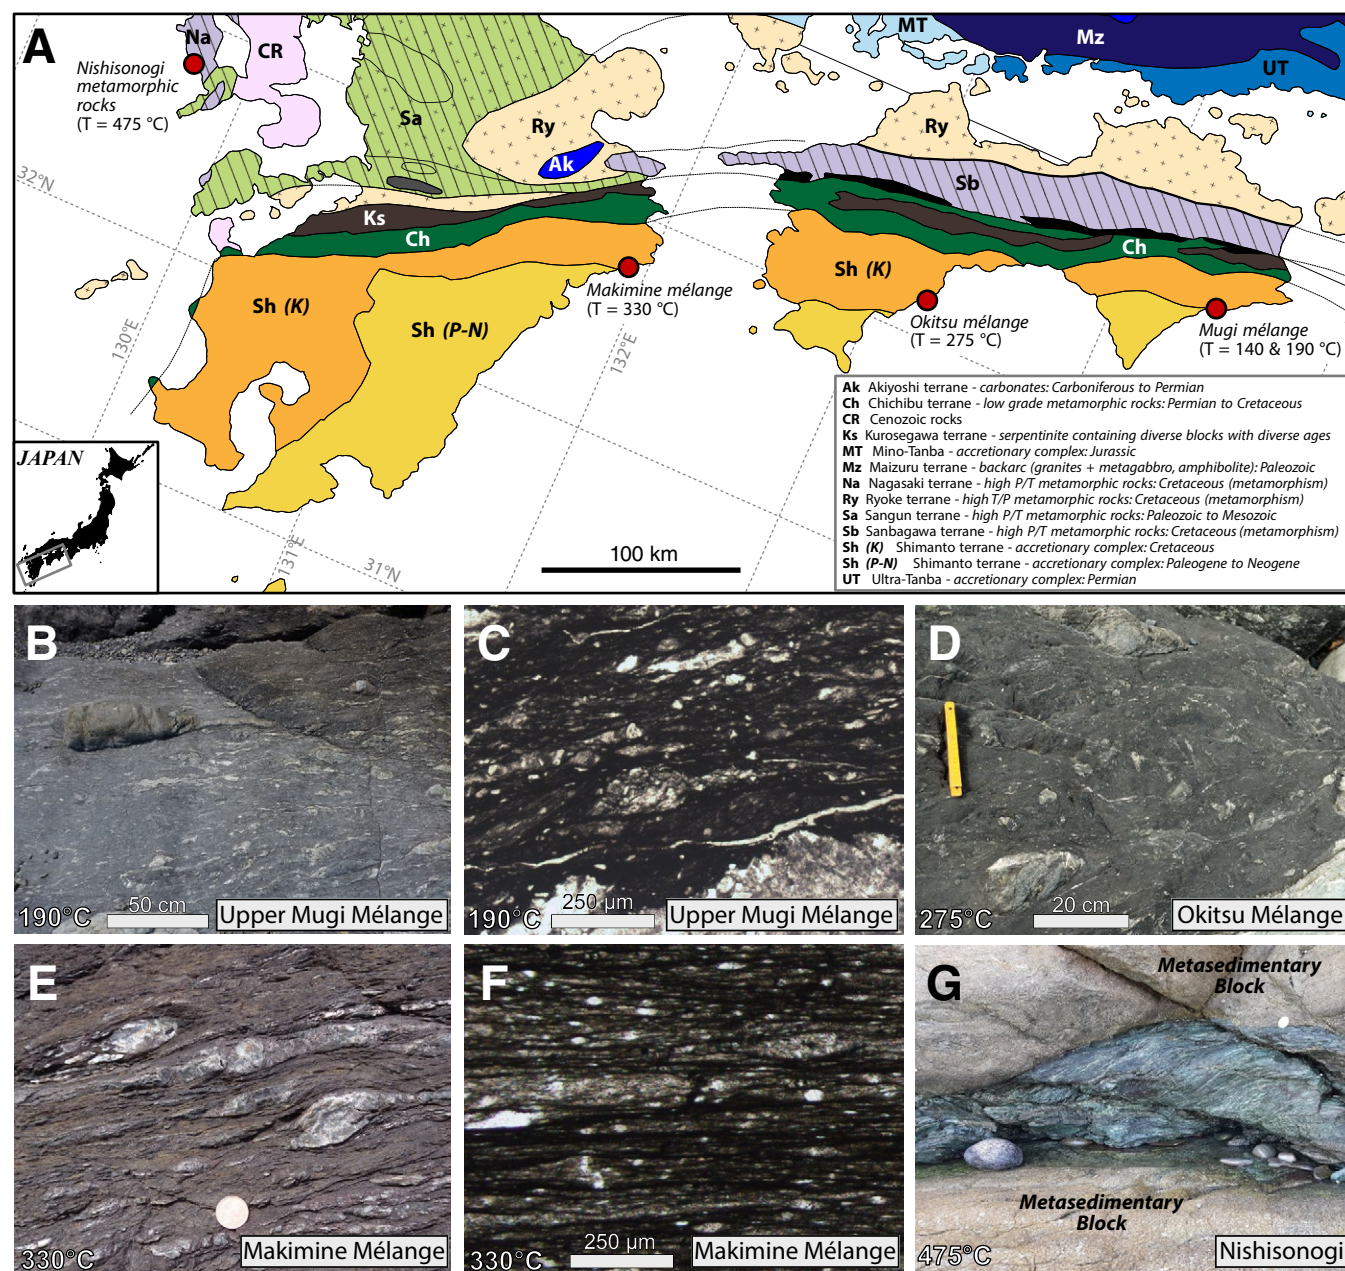 A
Na
CR
MT
Mz
UT
Nishisonogi
metamorphic
rocks
(T = 475 °C)
Sa
Ry
Ry
Ak
Sb
32°N
Ks
Ch
Ch
Sh (K)
Makimine mélange
(T = 330 °C)
Sh (K)
Sh (P-N)
Okitsu mélange
(T = 275 °C)
Mugi mélange
(T = 140 & 190 °C)
130°E
132°E
Ak Akiyoshi terrane - carbonates: Carboniferous to Permian
Ch Chichibu terrane - low grade metamorphic rocks: Permian to Cretaceous
CR Cenozoic rocks
Ks Kurosegawa terrane - serpentinite containing diverse blocks with diverse ages
MT Mino-Tanba - accretionary complex: Jurassic
Mz Maizuru terrane - backarc (granites + metagabbro, amphibolite): Paleozoic
Na Nagasaki terrane - high P/T metamorphic rocks: Cretaceous (metamorphism)
Ry Ryoke terrane - high T/P metamorphic rocks: Cretaceous (metamorphism)
Sa Sangun terrane - high P/T metamorphic rocks: Paleozoic to Mesozoic
Sb Sanbagawa terrane - high P/T metamorphic rocks: Cretaceous (metamorphism)
Sh (K) Shimanto terrane - accretionary complex: Cretaceous
Sh (P-N) Shimanto terrane - accretionary complex: Paleogene to Neogene
UT Ultra-Tanba - accretionary complex: Permian
JAPAN
131°E
31°N
100 km
B
190°C
50 cm
Upper Mugi Mélange
C
190°C
250 µm
Upper Mugi Mélange
D
275°C
20 cm
Okitsu Mélange
E
330°C
Makimine Mélange
F
330°C
250 µm
Makimine Mélange
G
Metasedimentary
Block
Metasedimentary
Block
475°C
Nishisonogi